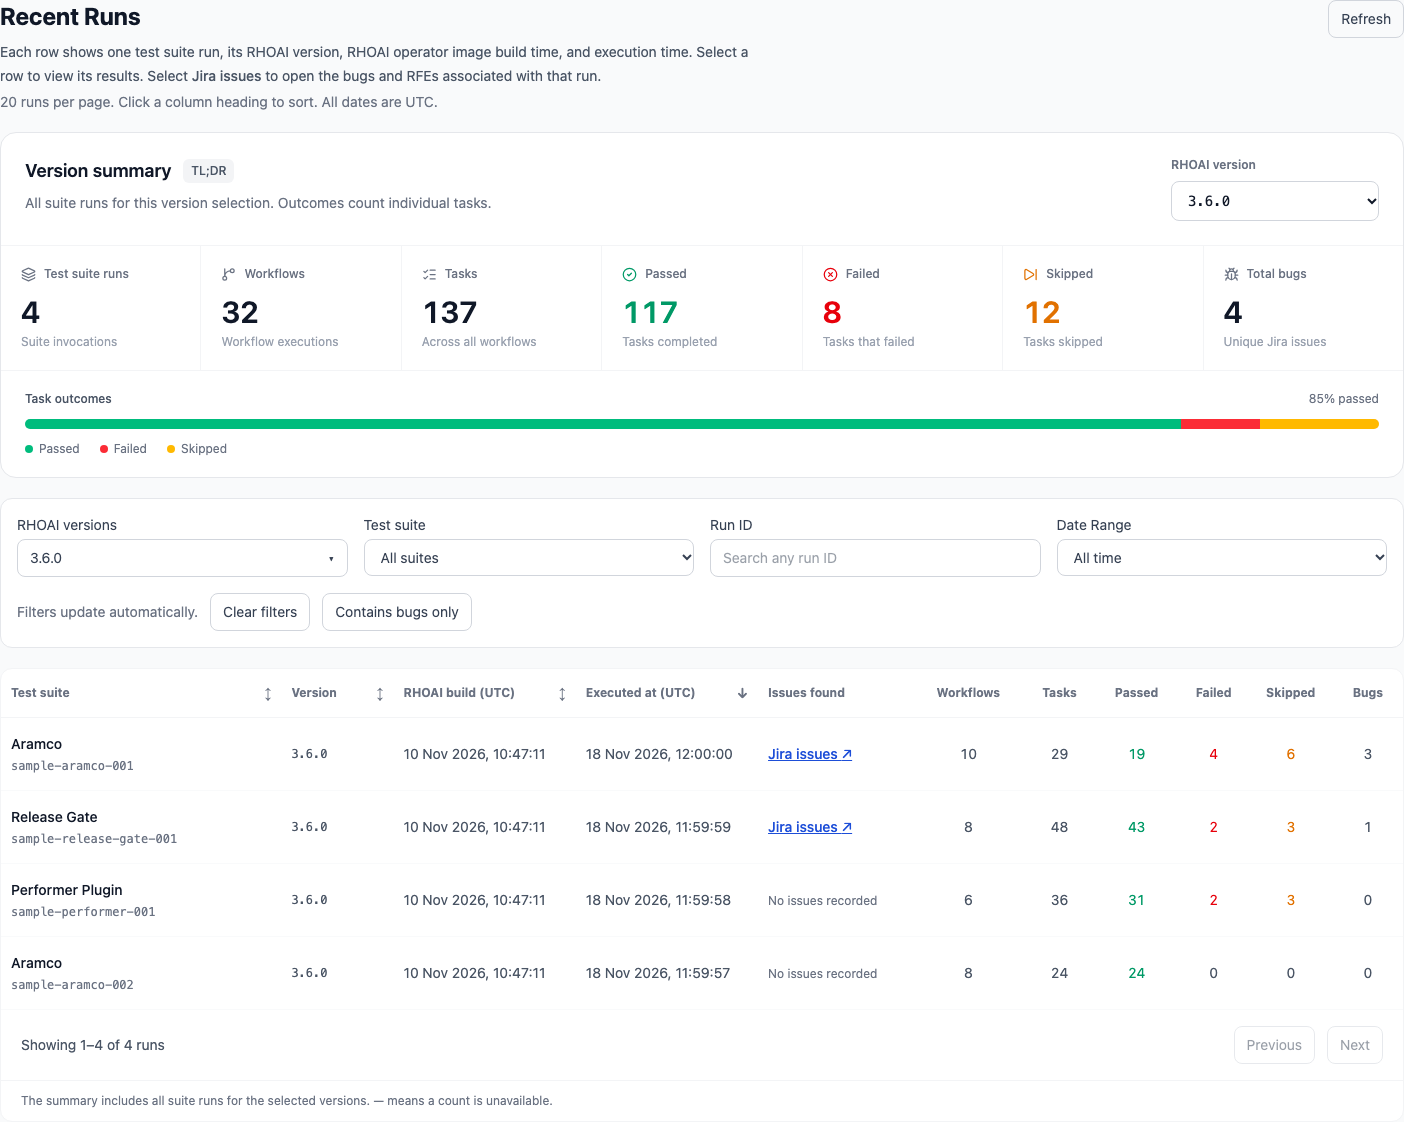 Recent Runs
Refresh
Each row shows one test suite run, its RHOAI version, RHOAI operator image build time, and execution time. Select a
row to view its results. Select Jira issues to open the bugs and RFEs associated with that run.
20 runs per page. Click a column heading to sort. All dates are UTC.
Version summary TL;DR
RHOAI version
All suite runs for this version selection. Outcomes count individual tasks.
3.6.0
Test suite runs
4
Suite invocations
Workflows
32
Workflow executions
Tasks
137
Across all workflows
Passed
117
Tasks completed
Failed
8
Tasks that failed
Skipped
12
Tasks skipped
Total bugs
4
Unique Jira issues
Task outcomes
85% passed
Passed Failed Skipped
RHOAI versions
3.6.0
Test suite
All suites
Run ID
Search any run ID
Date Range
All time
Filters update automatically. Clear filters Contains bugs only
Test suite Version RHOAI build (UTC) Executed at (UTC) Issues found Workflows Tasks Passed Failed Skipped Bugs
Aramco
sample-aramco-001
3.6.0 10 Nov 2026, 10:47:11 18 Nov 2026, 12:00:00 Jira issues ↗ 10 29 19 4 6 3
Release Gate
sample-release-gate-001
3.6.0 10 Nov 2026, 10:47:11 18 Nov 2026, 11:59:59 Jira issues ↗ 8 48 43 2 3 1
Performer Plugin
sample-performer-001
3.6.0 10 Nov 2026, 10:47:11 18 Nov 2026, 11:59:58 No issues recorded 6 36 31 2 3 0
Aramco
sample-aramco-002
3.6.0 10 Nov 2026, 10:47:11 18 Nov 2026, 11:59:57 No issues recorded 8 24 24 0 0 0
Showing 1–4 of 4 runs
Previous Next
The summary includes all suite runs for the selected versions. — means a count is unavailable.